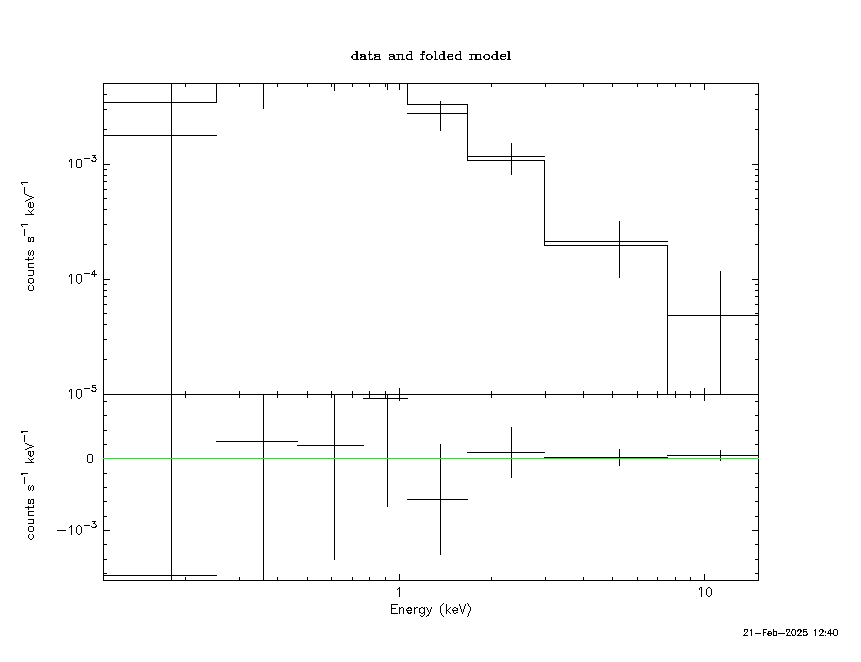 data and folded model
counts s⁻¹ keV⁻¹
10⁻³
10⁻⁴
10⁻⁵
counts s⁻¹ keV⁻¹
0
−10⁻³
1 10
Energy (keV)
21−Feb−2025 12:40